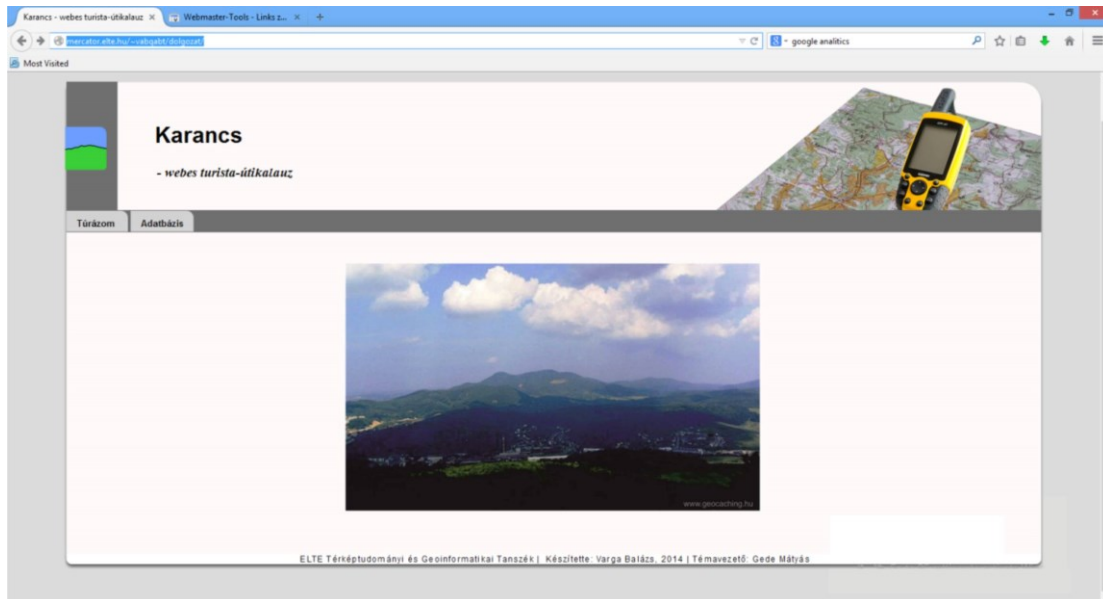 Karancs - webes turista-útikalauz
Webmaster-Tools - Links z...
mercator.elte.hu/~vabqabt/dolgozat/
google analitics
Most Visited
Karancs
- webes turista-útikalauz
Túrázom
Adatbázis
www.geocaching.hu
ELTE Térképtudományi és Geoinformatikai Tanszék | Készítette: Varga Balázs, 2014 | Témavezető: Gede Mátyás